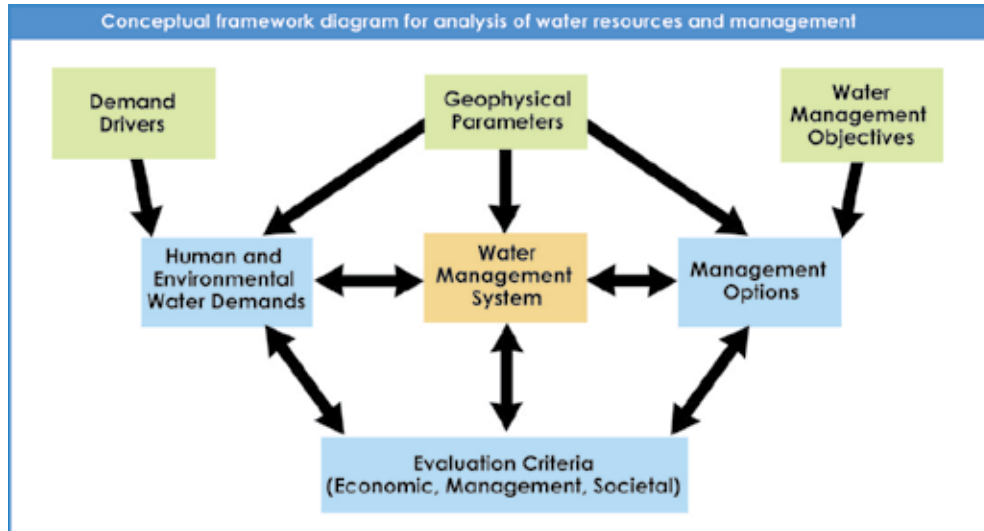 Conceptual framework diagram for analysis of water resources and management
Demand
Drivers
Geophysical
Parameters
Water
Management
Objectives
Human and
Environmental
Water Demands
Water
Management
System
Management
Options
Evaluation Criteria
(Economic, Management, Societal)